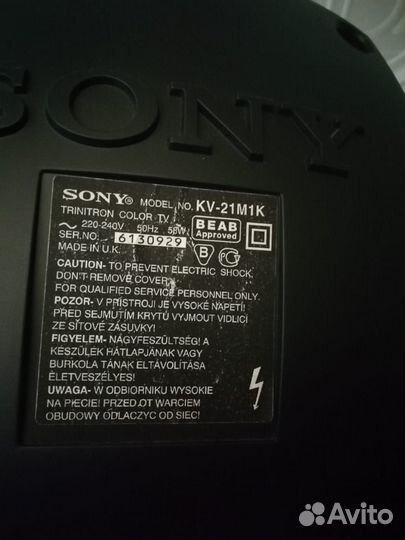 SONY
SONY® MODEL NO. KV-21M1K
TRINITRON COLOR TV
~ 220-240V 50Hz 58W
SER.NO. 6130929
MADE IN U.K.
BEAB
Approved
B
CAUTION- TO PREVENT ELECTRIC SHOCK,
DON'T REMOVE COVER,
FOR QUALIFIED SERVICE PERSONNEL ONLY.
POZOR- V PŘÍSTROJI JE VYSOKÉ NAPĚTÍ!
PŘED SEJMUTÍM KRYTU VYJMOUT VIDLICI
ZE SÍŤOVÉ ZÁSUVKY!
FIGYELEM- NAGYFESZÜLTSÉG! A
KÉSZÜLÉK HÁTLAPJÁNAK VAGY
BURKOLA TÁNAK ELTÁVOLÍTÁSA
ÉLETVESZÉLYES!
UWAGA- W ODBIORNIKU WYSOKIE
NA PIĘCIE! PRZED OT WARCIEM
OBUDOWY ODŁACZYC OD SIECI!
Avito